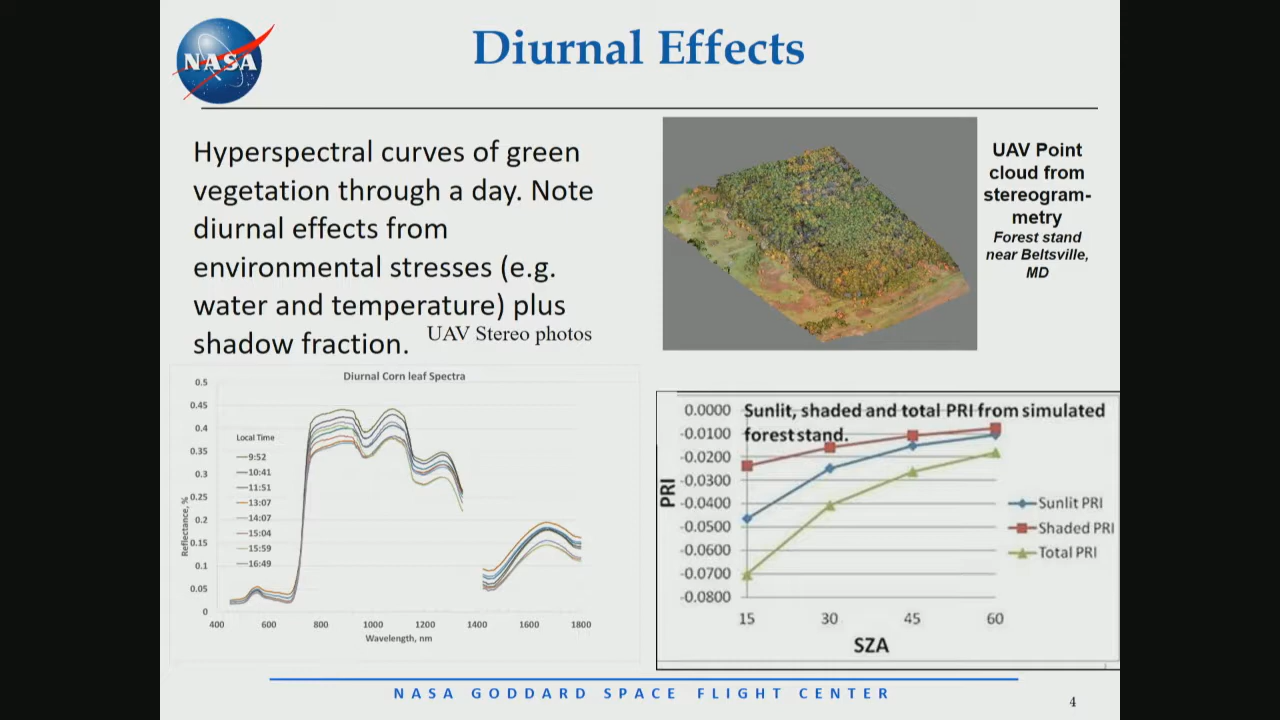 NASA
Diurnal Effects
Hyperspectral curves of green
vegetation through a day. Note
diurnal effects from
environmental stresses (e.g.
water and temperature) plus
shadow fraction.
UAV Stereo photos
UAV Point
cloud from
stereogram-
metry
Forest stand
near Beltsville,
MD
Diurnal Corn leaf Spectra
0.5
0.45
0.4
0.35
0.3
0.25
0.2
0.15
0.1
0.05
0
Reflectance, %
Local Time
9:52
10:41
11:51
13:07
14:07
15:04
15:59
16:49
400 600 800 1000 1200 1400 1600 1800
Wavelength, nm
Sunlit, shaded and total PRI from simulated
forest stand.
0.0000
-0.0100
-0.0200
-0.0300
-0.0400
-0.0500
-0.0600
-0.0700
-0.0800
PRI
Sunlit PRI
Shaded PRI
Total PRI
15 30 45 60
SZA
NASA GODDARD SPACE FLIGHT CENTER
4